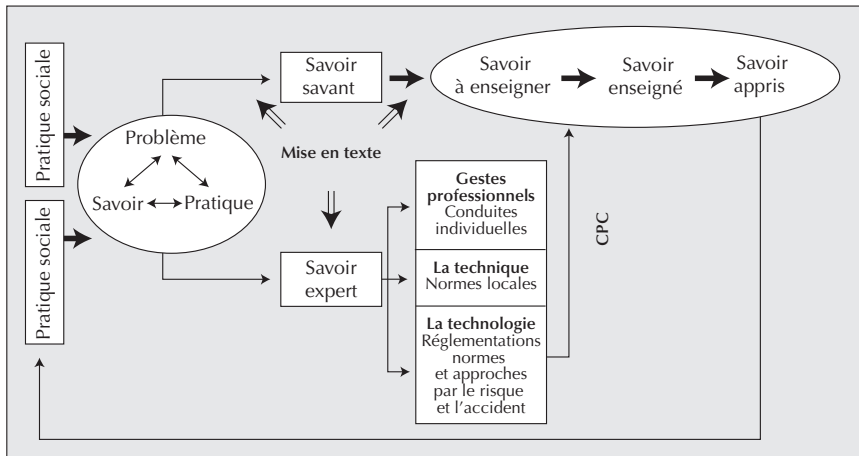 Pratique sociale
Pratique sociale
Problème
Savoir
Pratique
Savoir
savant
Mise en texte
Savoir
expert
Savoir
à enseigner
Savoir
enseigné
Savoir
appris
Gestes
professionnels
Conduites
individuelles
La technique
Normes locales
La technologie
Réglementations
normes
et approches
par le risque
et l'accident
CPC